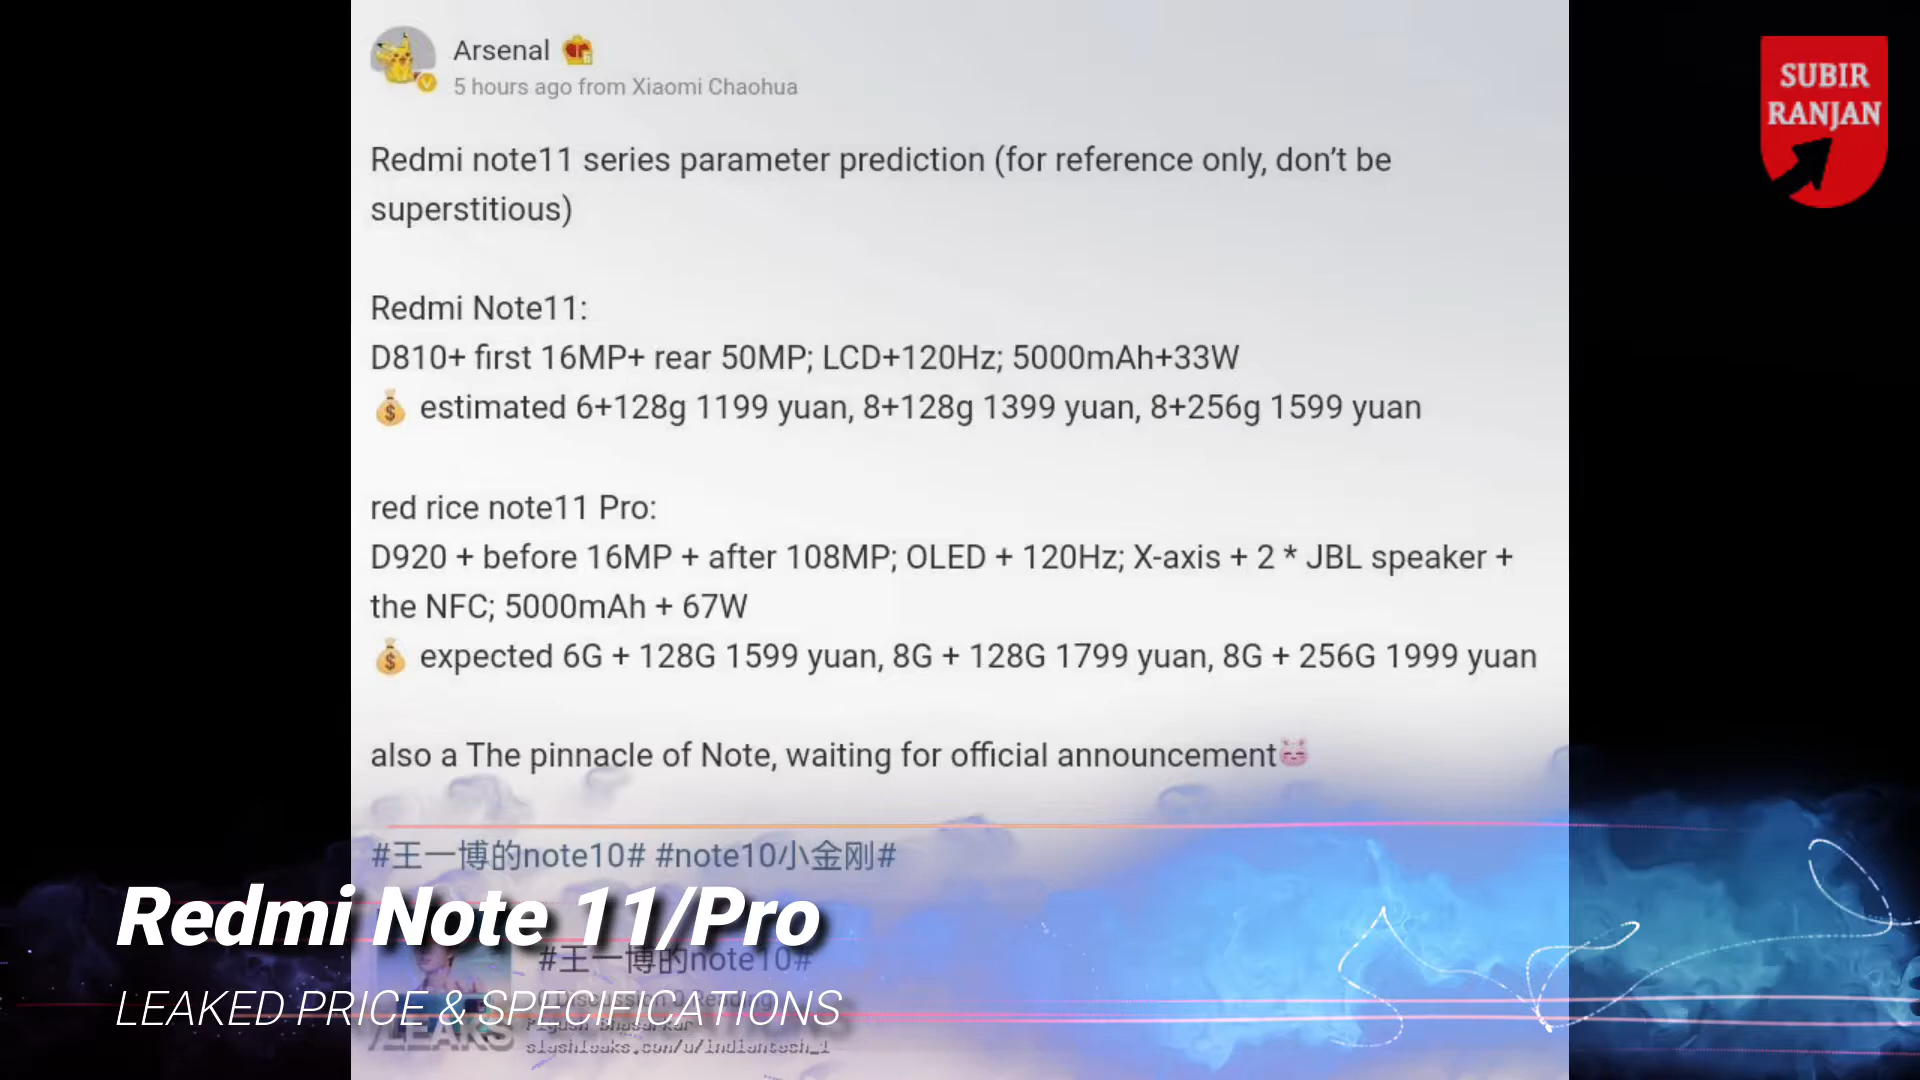 Arsenal
5 hours ago from Xiaomi Chaohua
SUBIR
RANJAN
Redmi note11 series parameter prediction (for reference only, don’t be
superstitious)
Redmi Note11:
D810+ first 16MP+ rear 50MP; LCD+120Hz; 5000mAh+33W
estimated 6+128g 1199 yuan, 8+128g 1399 yuan, 8+256g 1599 yuan
red rice note11 Pro:
D920 + before 16MP + after 108MP; OLED + 120Hz; X-axis + 2 * JBL speaker +
the NFC; 5000mAh + 67W
expected 6G + 128G 1599 yuan, 8G + 128G 1799 yuan, 8G + 256G 1999 yuan
also a The pinnacle of Note, waiting for official announcement
#王一博的note10# #note10小金刚#
Redmi Note 11/Pro
#王一博的note10#
LEAKED PRICE & SPECIFICATIONS
/LEAKS
slashleaks.com/u/indiantech_1